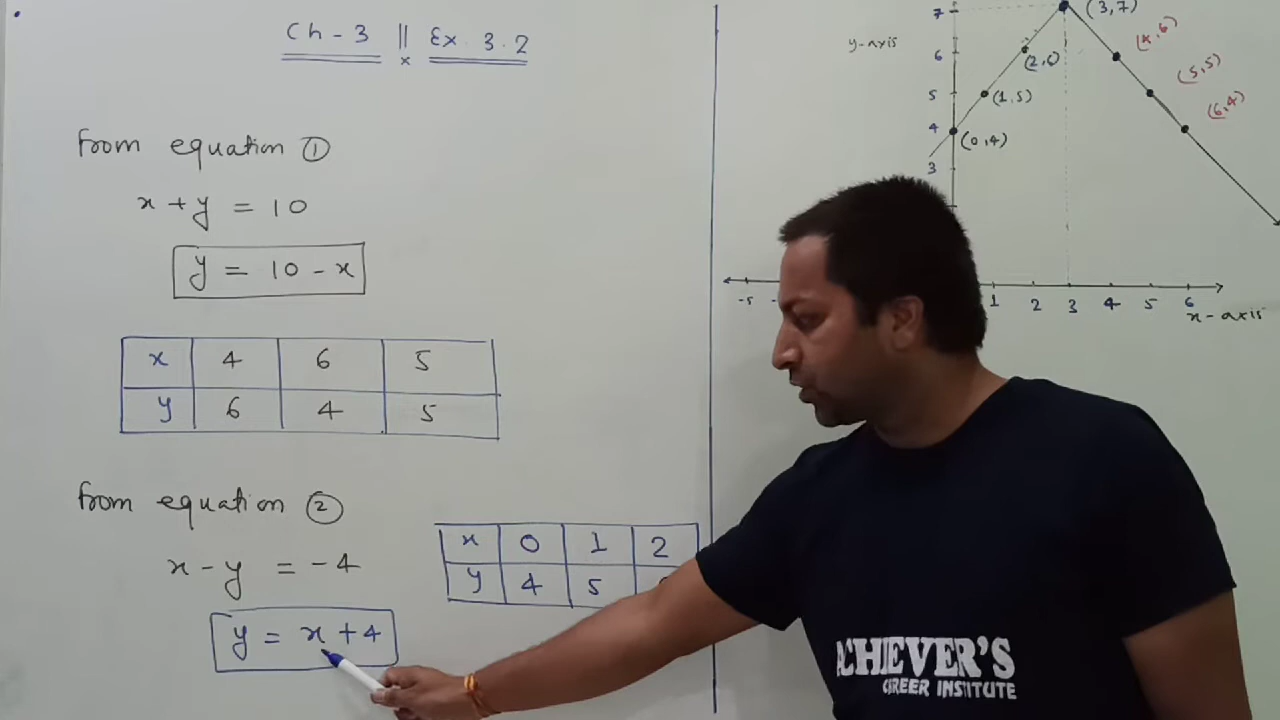 Ch - 3 || Ex. 3.2
x
From equation ①
x + y = 10
y = 10 - x
x 4 6 5
y 6 4 5
From equation ②
x - y = -4
y = x + 4
x 0 1 2
y 4 5
y-axis
7
6
5
4
3
(3,7)
(4,6)
(5,5)
(6,4)
(2,6)
(1,5)
(0,4)
-5
1 2 3 4 5 6
x-axis
ACHIEVER'S
CAREER INSTITUTE